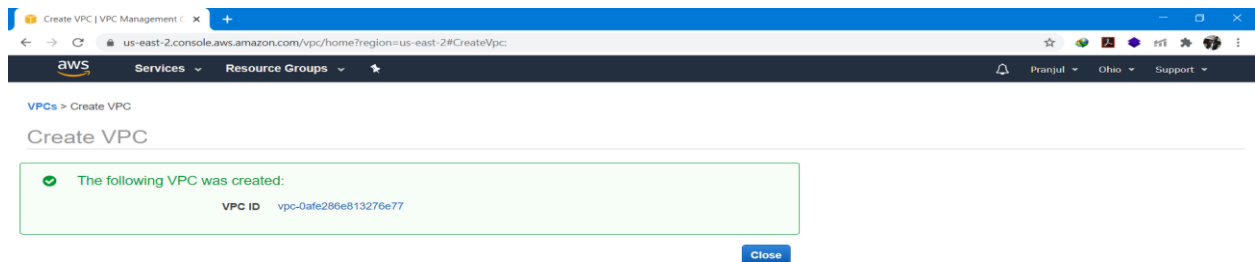 Create VPC | VPC Management C
us-east-2.console.aws.amazon.com/vpc/home?region=us-east-2#CreateVpc:
aws Services Resource Groups Pranjul Ohio Support
VPCs > Create VPC
Create VPC
The following VPC was created:
VPC ID vpc-0afe286e813276e77
Close